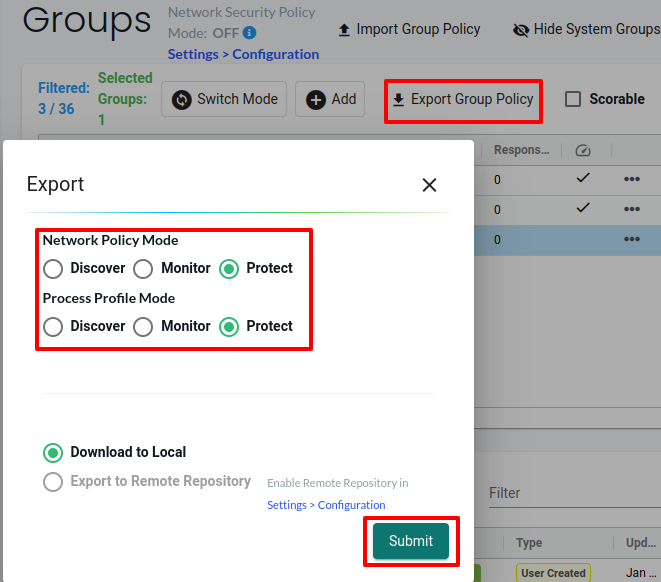 Groups
Network Security Policy
Mode: OFF
Settings > Configuration
Import Group Policy
Hide System Groups
Filtered:
3 / 36
Selected
Groups:
1
Switch Mode
Add
Export Group Policy
Scorable
Respons...
0
0
0
Export
Network Policy Mode
Discover Monitor Protect
Process Profile Mode
Discover Monitor Protect
Download to Local
Export to Remote Repository
Enable Remote Repository in
Settings > Configuration
Submit
Filter
Type Upd...
User Created Jan ...